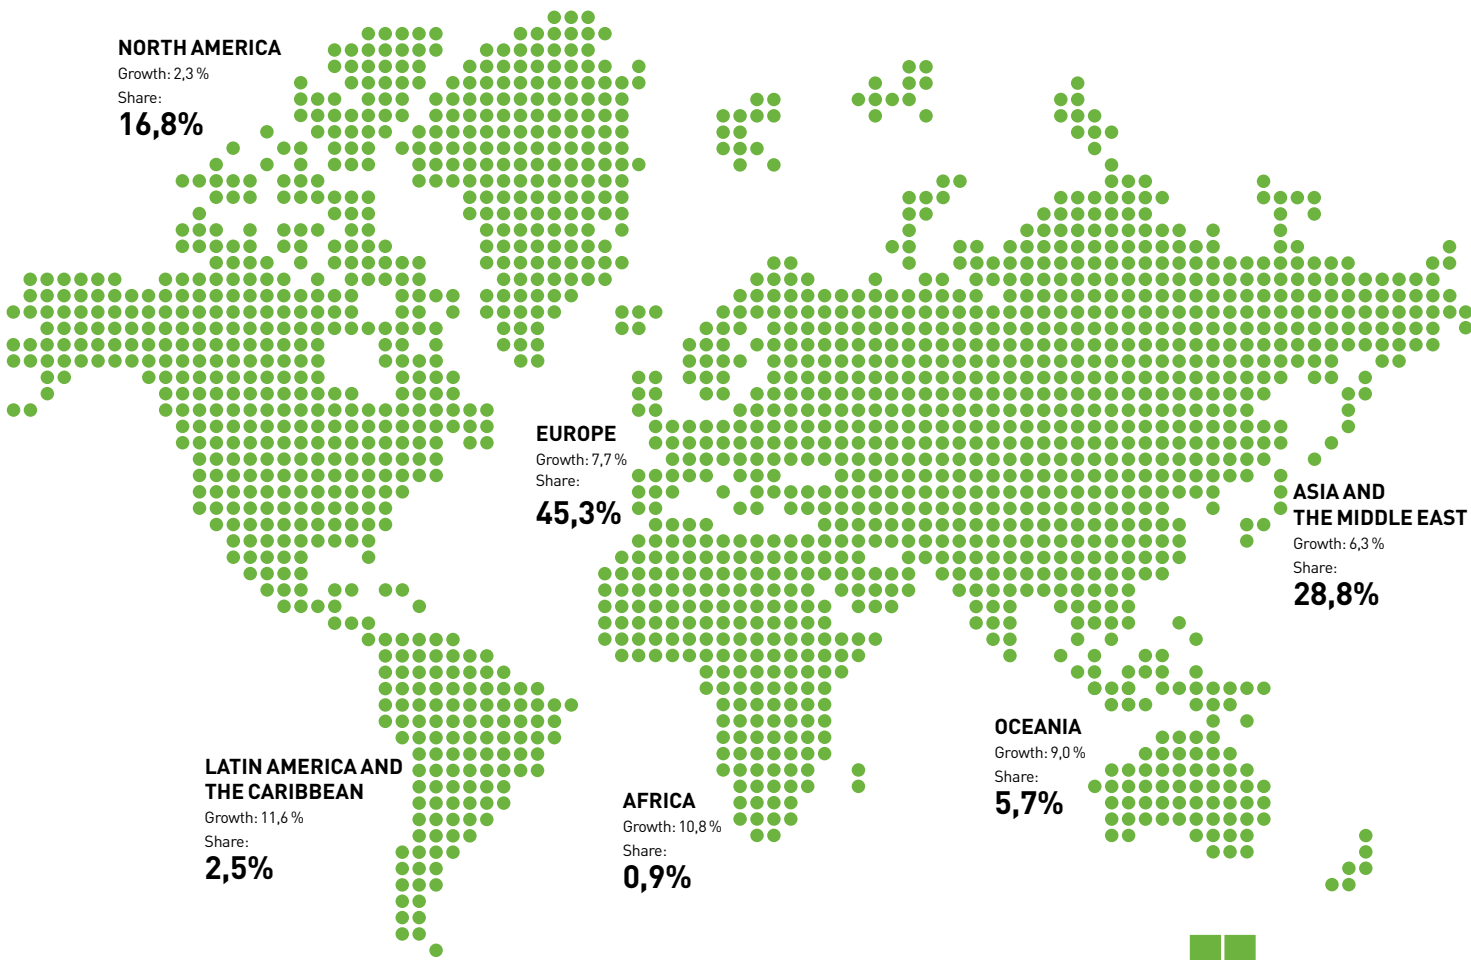 NORTH AMERICA
Growth: 2,3 %
Share:
16,8%
EUROPE
Growth: 7,7 %
Share:
45,3%
ASIA AND
THE MIDDLE EAST
Growth: 6,3 %
Share:
28,8%
LATIN AMERICA AND
THE CARIBBEAN
Growth: 11,6 %
Share:
2,5%
AFRICA
Growth: 10,8 %
Share:
0,9%
OCEANIA
Growth: 9,0 %
Share:
5,7%